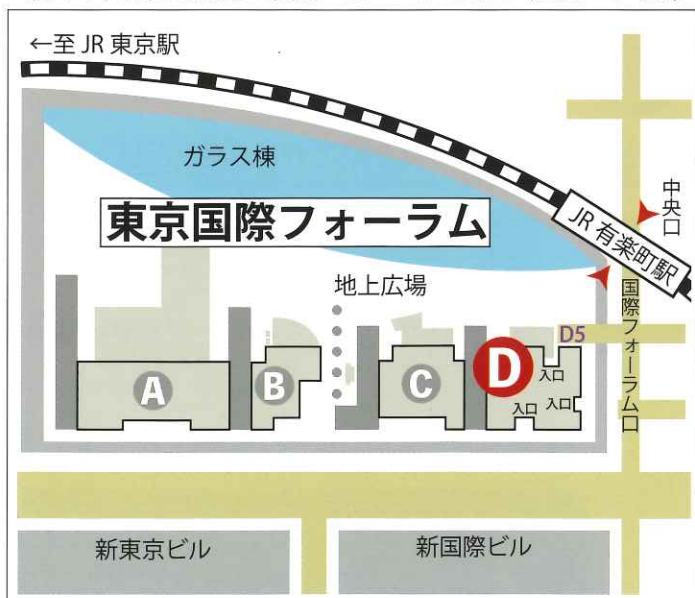 ←至 JR 東京駅
ガラス棟
東京国際フォーラム
中央口
JR 有楽町駅
地上広場
国際フォーラム口
D5
A
B
C
D
入口
入口
入口
新東京ビル
新国際ビル